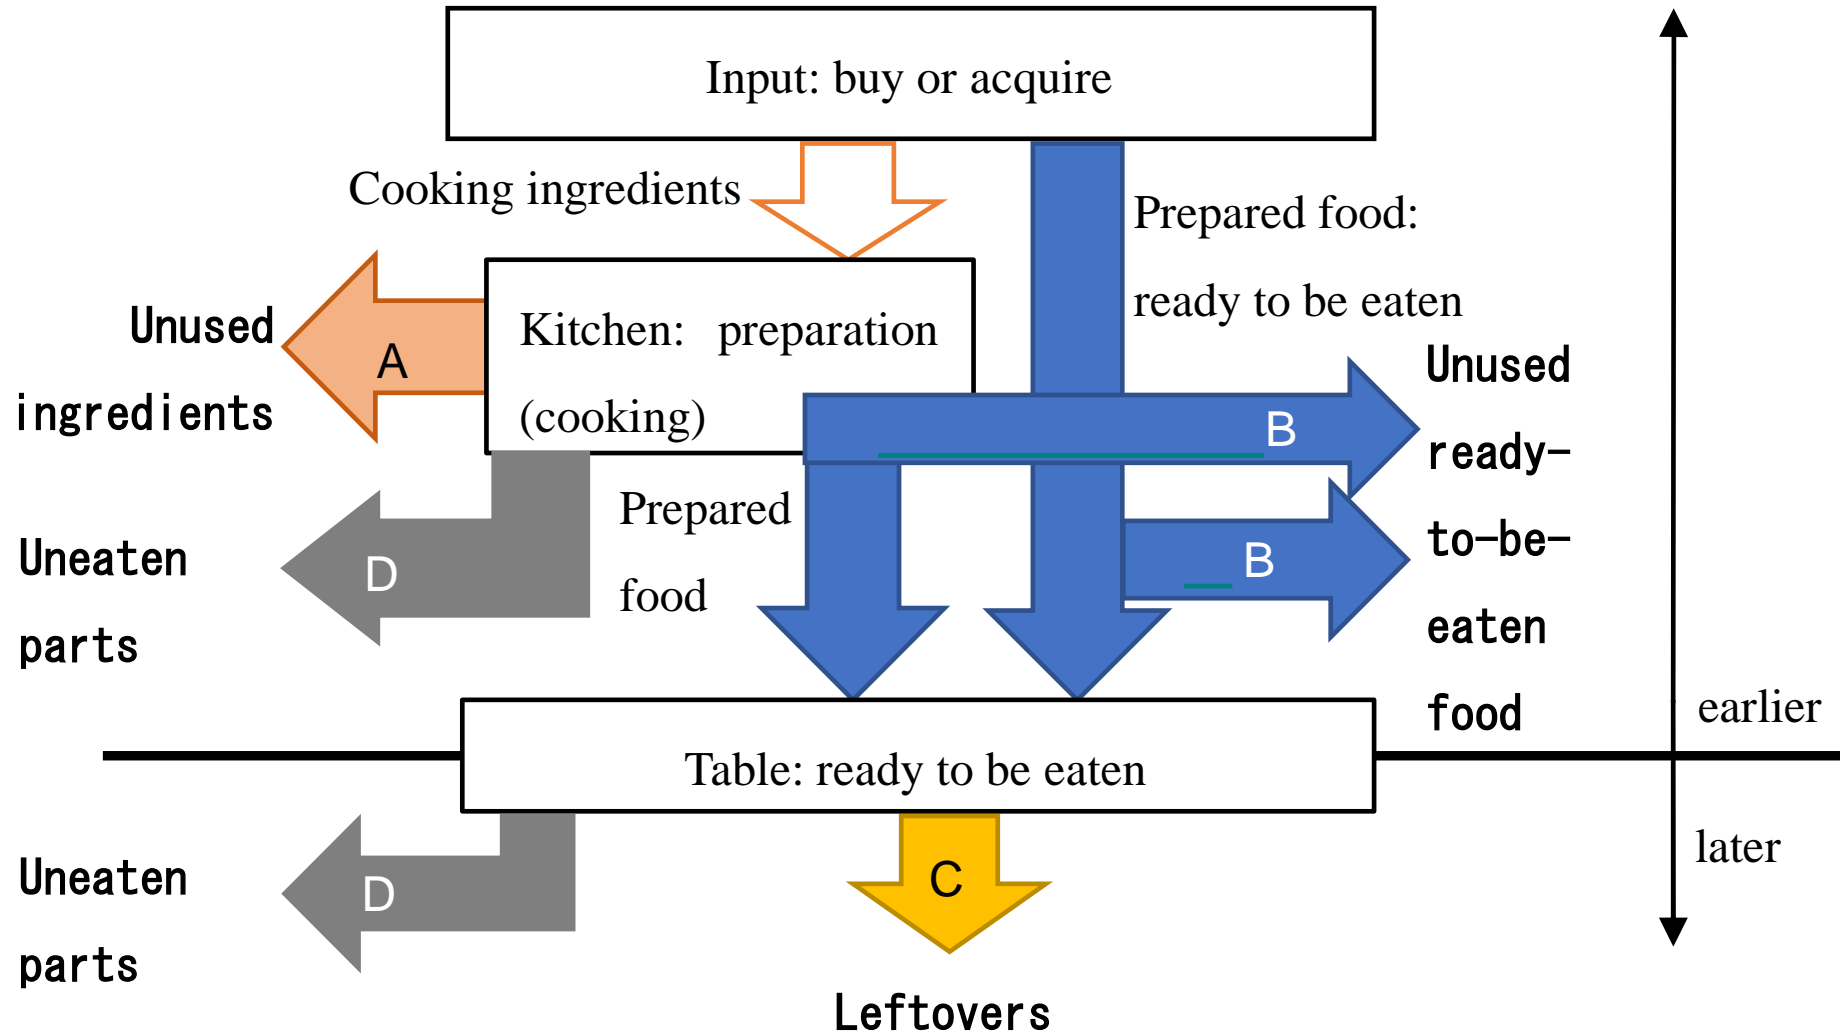 Input: buy or acquire
Cooking ingredients
Prepared food:
ready to be eaten
Unused
ingredients
A
Kitchen: preparation
(cooking)
B
Unused
ready-
to-be-
eaten
food
Prepared
food
B
Uneaten
parts
D
earlier
Table: ready to be eaten
later
Uneaten
parts
D
C
Leftovers